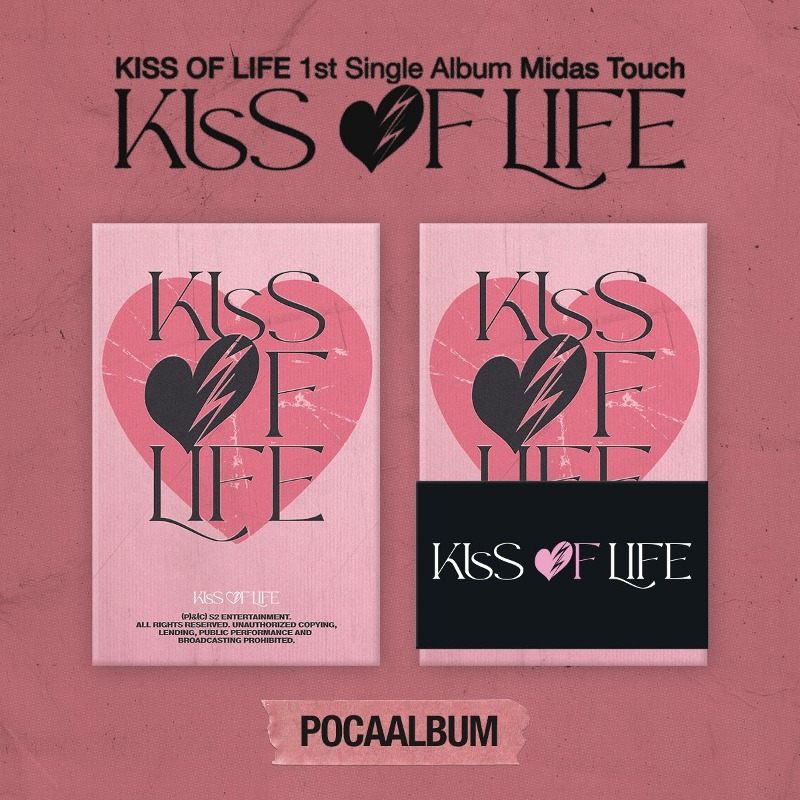 KISS OF LIFE 1st Single Album Midas Touch
KIsS OF LIFE
KIsS
OF
LIFE
KIsS OF LIFE
(P)&(C) S2 ENTERTAINMENT.
ALL RIGHTS RESERVED. UNAUTHORIZED COPYING,
LENDING, PUBLIC PERFORMANCE AND
BROADCASTING PROHIBITED.
KIsS
OF
LIFE
KIsS OF LIFE
POCAALBUM